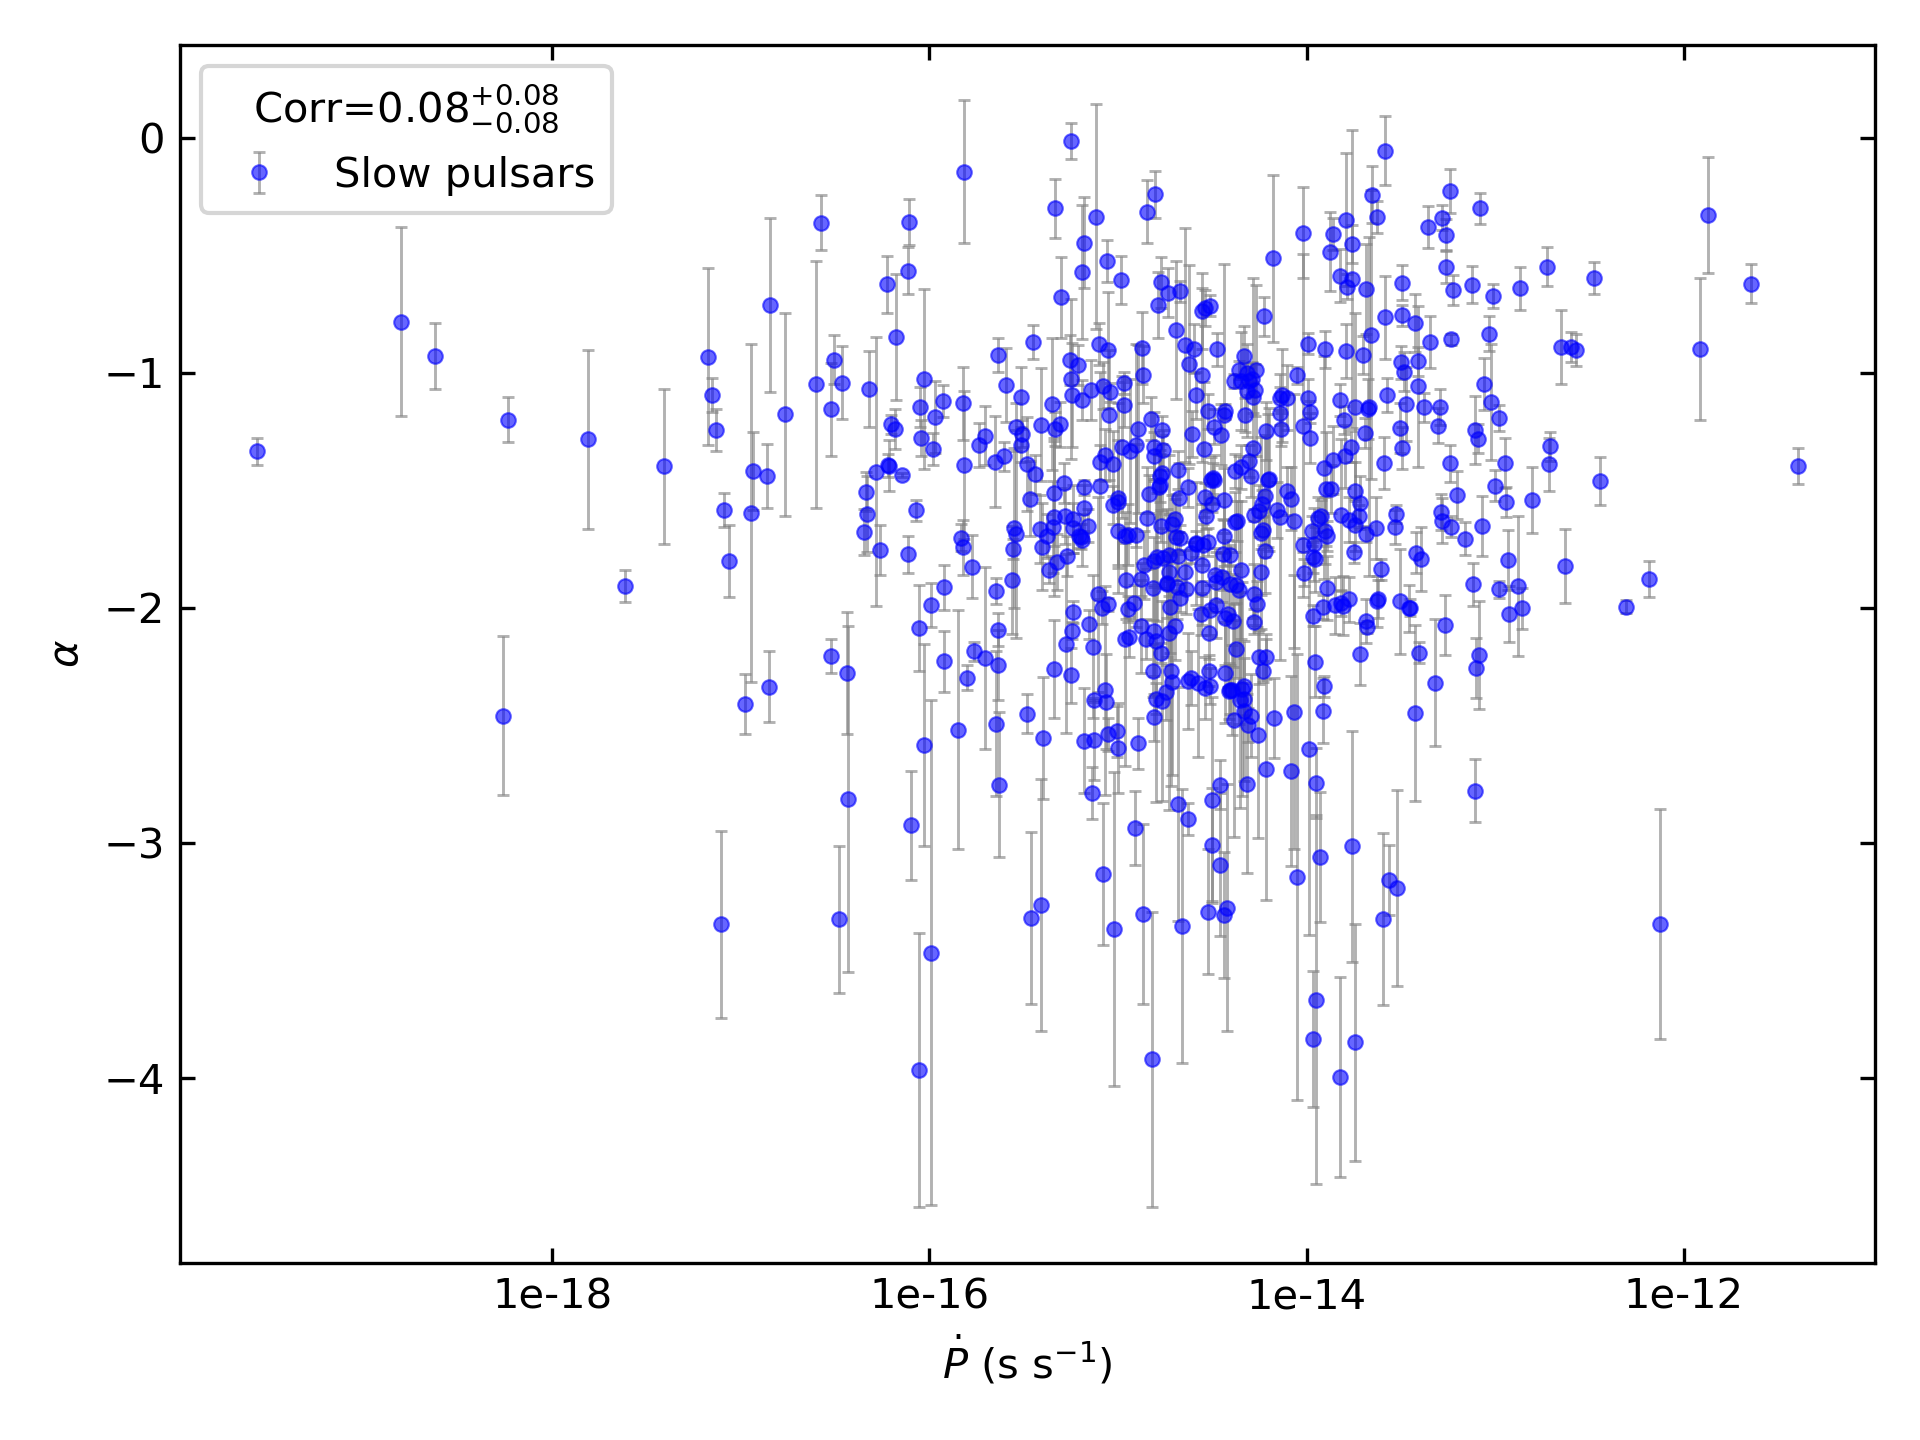 Corr=0.08+0.08 −0.08
Slow pulsars
0
−1
−2
−3
−4
α
1e-18 1e-16 1e-14 1e-12
Ṗ (s s−1)